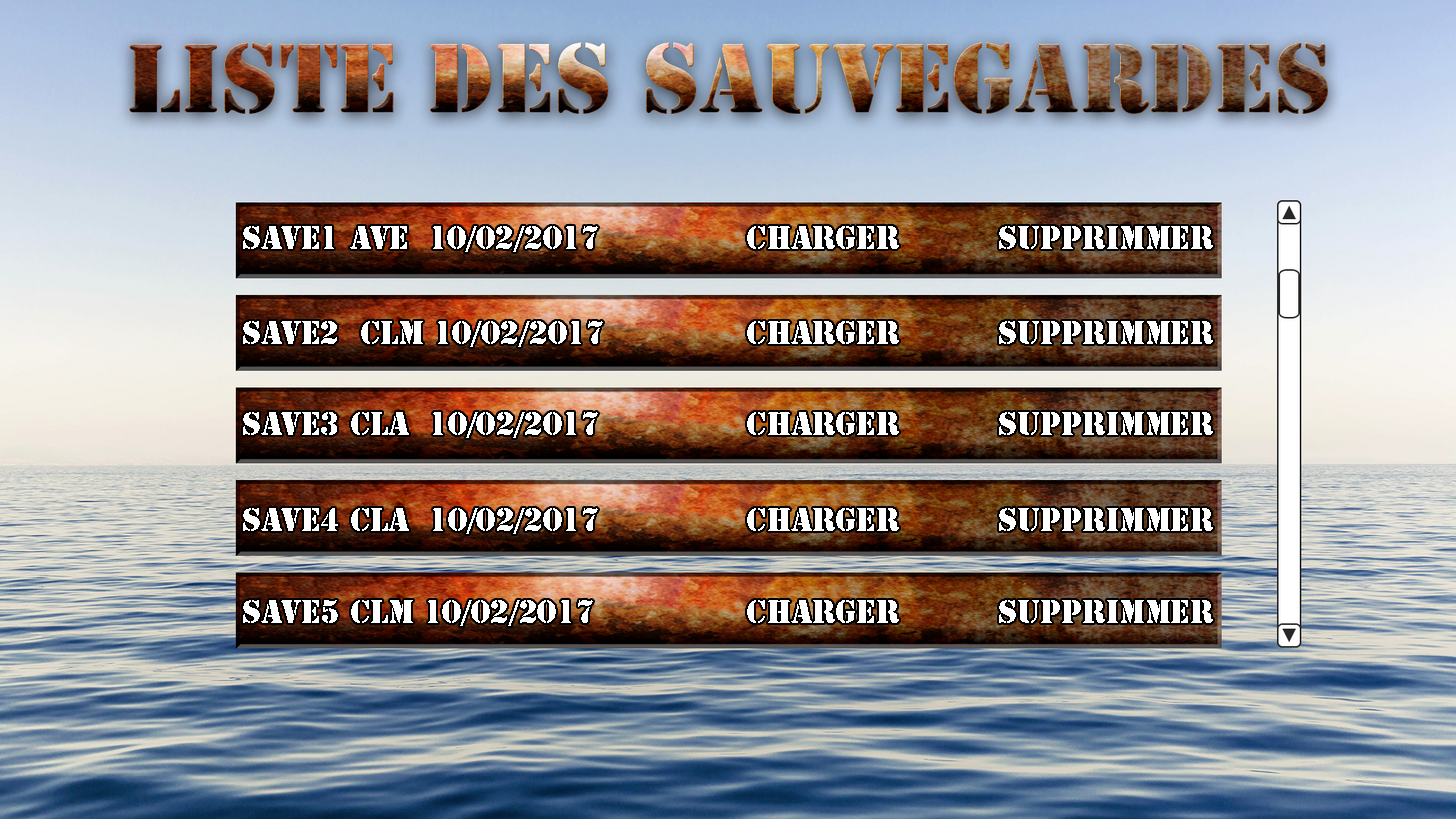 LISTE DES SAUVEGARDES
SAVE1 AVE 10/02/2017 CHARGER SUPPRIMMER
SAVE2 CLM 10/02/2017 CHARGER SUPPRIMMER
SAVE3 CLA 10/02/2017 CHARGER SUPPRIMMER
SAVE4 CLA 10/02/2017 CHARGER SUPPRIMMER
SAVE5 CLM 10/02/2017 CHARGER SUPPRIMMER